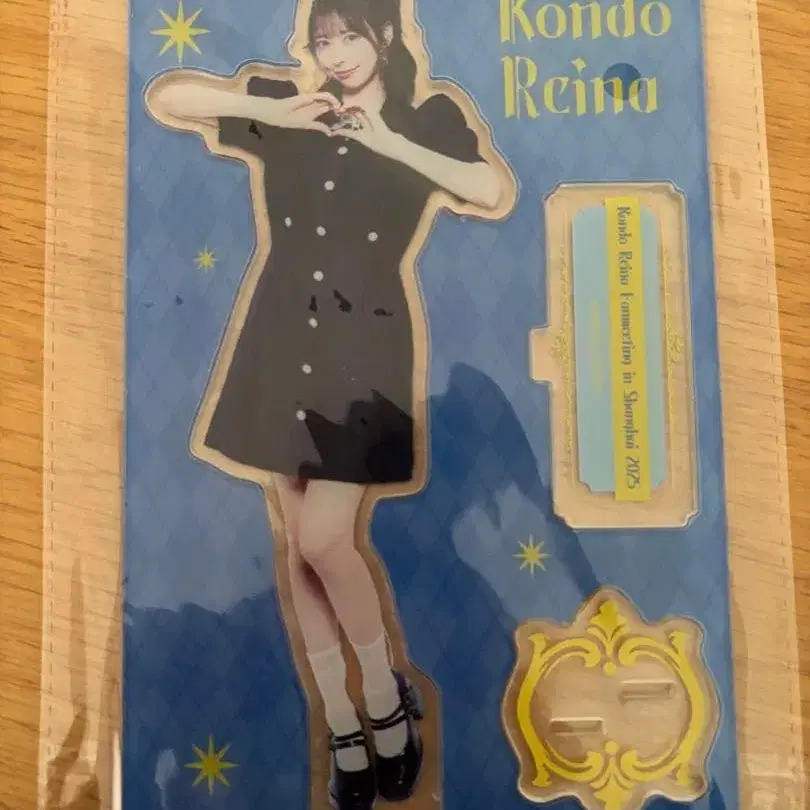 Kondo
Reina
Kondo Reina Fanmeeting in Shanghai 2025